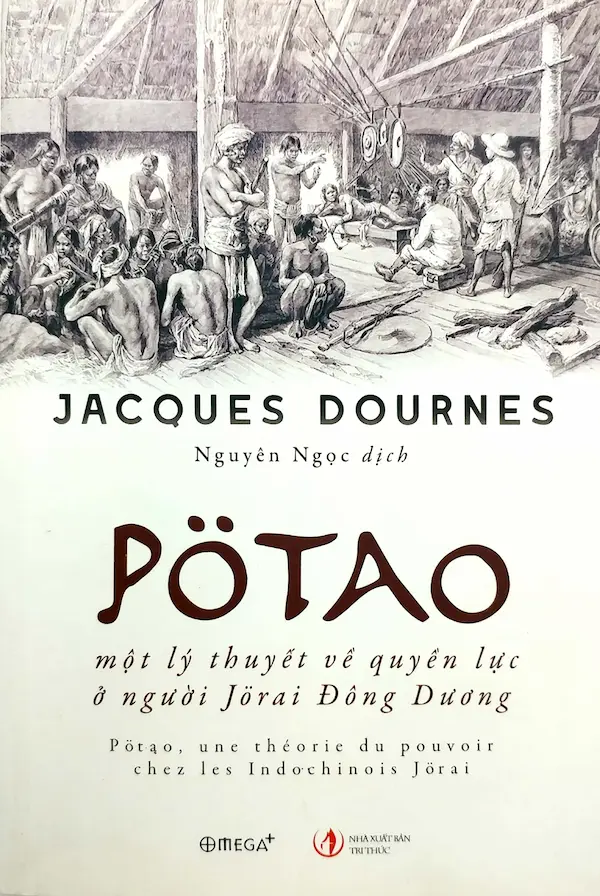 JACQUES DOURNES
Nguyên Ngọc dịch
PÖTAO
một lý thuyết về quyền lực
ở người Jörai Đông Dương
Pötao, une théorie du pouvoir
chez les Indochinois Jörai
OMEGA+
NHÀ XUẤT BẢN
TRI THỨC